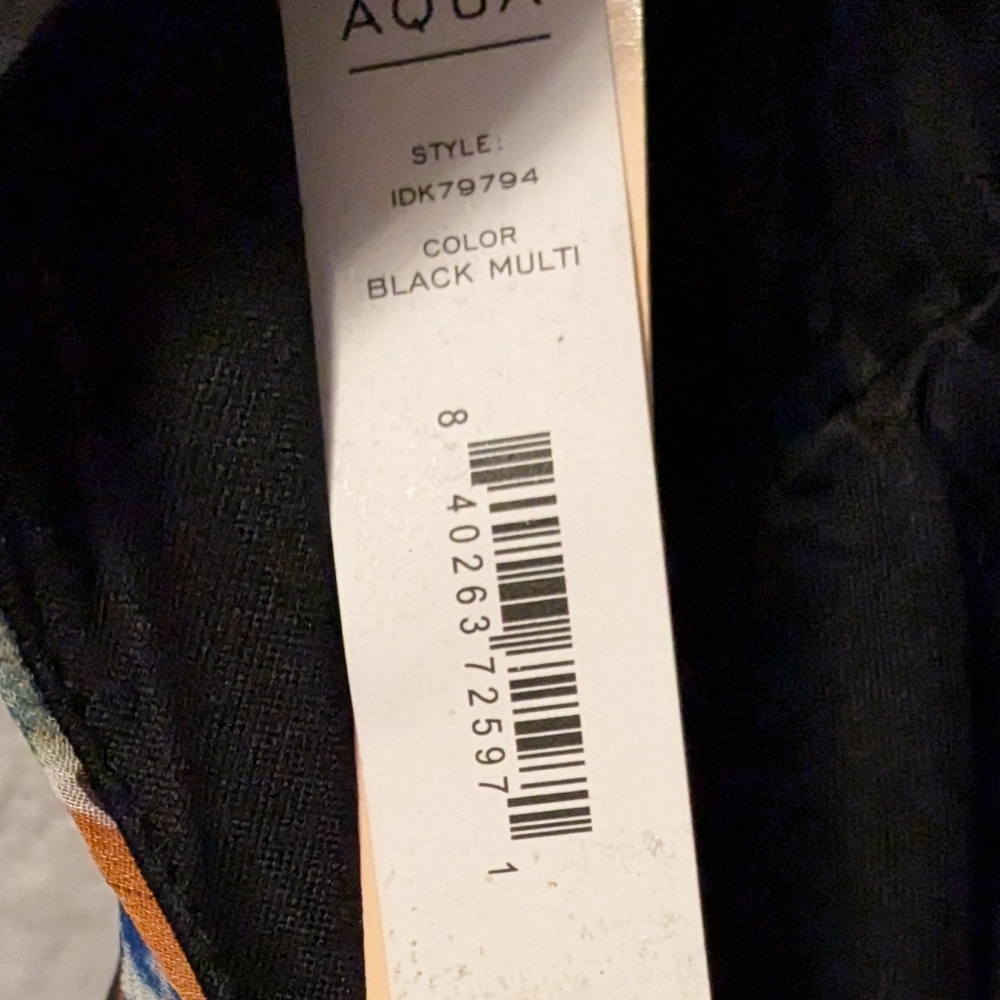 AQUA
STYLE:
IDK79794
COLOR
BLACK MULTI
8 40263 72597 1